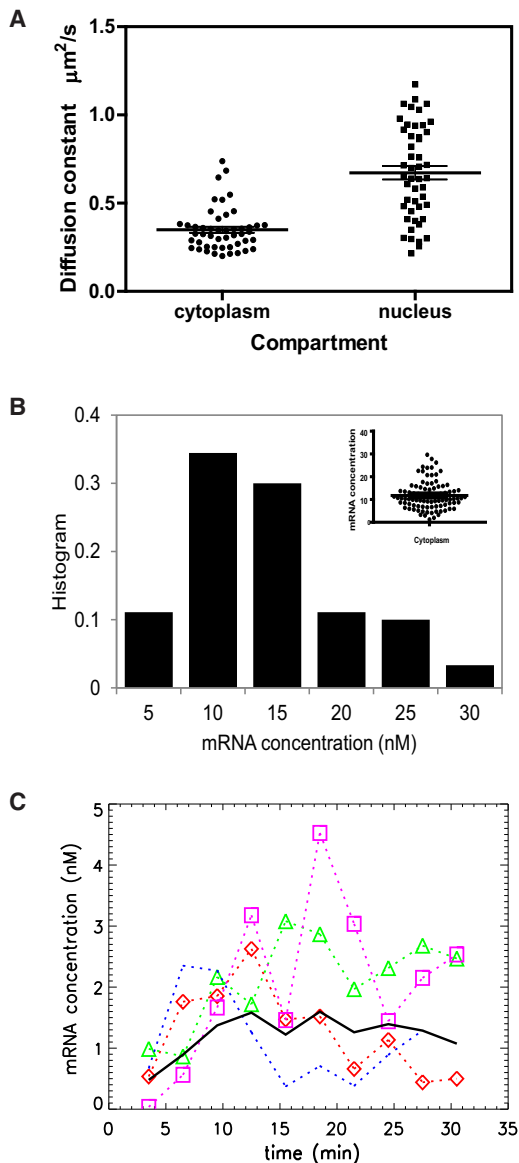 A
Diffusion constant μm²/s
1.5
1.0
0.5
0.0
cytoplasm
nucleus
Compartment
B
Histogram
0.4
0.3
0.2
0.1
0
5 10 15 20 25 30
mRNA concentration (nM)
mRNA concentration
40
30
20
10
0
Cytoplasm
C
mRNA concentration (nM)
5
4
3
2
1
0
0 5 10 15 20 25 30 35
time (min)